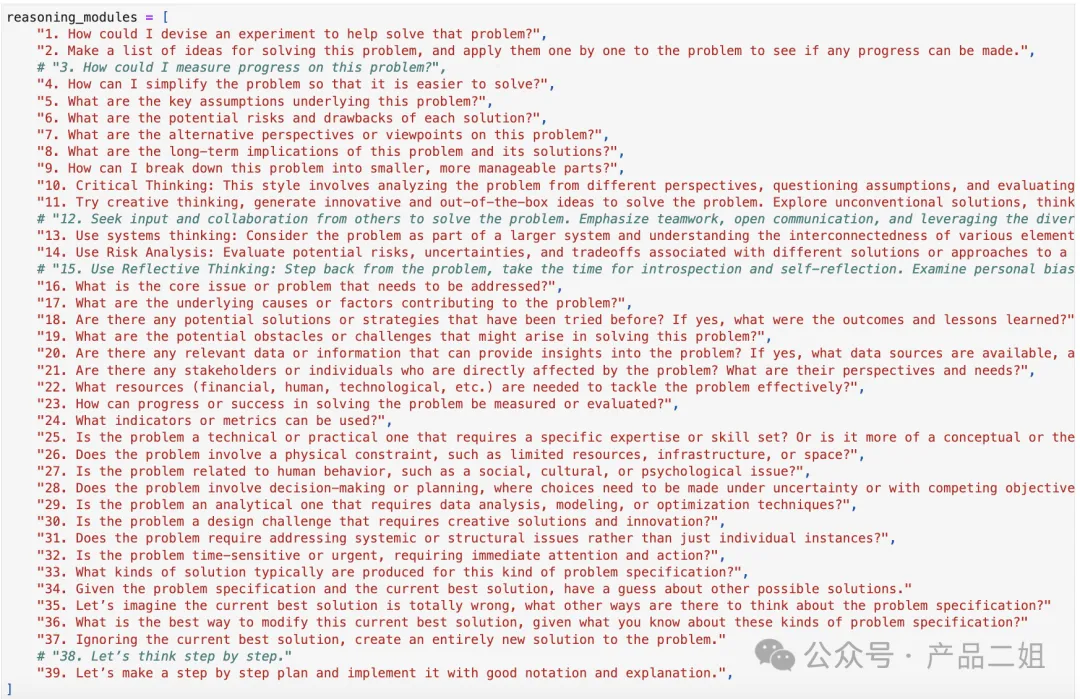 reasoning_modules = [
"1. How could I devise an experiment to help solve that problem?",
"2. Make a list of ideas for solving this problem, and apply them one by one to the problem to see if any progress can be made.",
# "3. How could I measure progress on this problem?",
"4. How can I simplify the problem so that it is easier to solve?",
"5. What are the key assumptions underlying this problem?",
"6. What are the potential risks and drawbacks of each solution?",
"7. What are the alternative perspectives or viewpoints on this problem?",
"8. What are the long-term implications of this problem and its solutions?",
"9. How can I break down this problem into smaller, more manageable parts?",
"10. Critical Thinking: This style involves analyzing the problem from different perspectives, questioning assumptions, and evaluating
"11. Try creative thinking, generate innovative and out-of-the-box ideas to solve the problem. Explore unconventional solutions, think
# "12. Seek input and collaboration from others to solve the problem. Emphasize teamwork, open communication, and leveraging the diver
"13. Use systems thinking: Consider the problem as part of a larger system and understanding the interconnectedness of various element
"14. Use Risk Analysis: Evaluate potential risks, uncertainties, and tradeoffs associated with different solutions or approaches to a
# "15. Use Reflective Thinking: Step back from the problem, take the time for introspection and self-reflection. Examine personal bias
"16. What is the core issue or problem that needs to be addressed?",
"17. What are the underlying causes or factors contributing to the problem?",
"18. Are there any potential solutions or strategies that have been tried before? If yes, what were the outcomes and lessons learned?"
"19. What are the potential obstacles or challenges that might arise in solving this problem?",
"20. Are there any relevant data or information that can provide insights into the problem? If yes, what data sources are available, a
"21. Are there any stakeholders or individuals who are directly affected by the problem? What are their perspectives and needs?",
"22. What resources (financial, human, technological, etc.) are needed to tackle the problem effectively?",
"23. How can progress or success in solving the problem be measured or evaluated?",
"24. What indicators or metrics can be used?",
"25. Is the problem a technical or practical one that requires a specific expertise or skill set? Or is it more of a conceptual or the
"26. Does the problem involve a physical constraint, such as limited resources, infrastructure, or space?",
"27. Is the problem related to human behavior, such as a social, cultural, or psychological issue?",
"28. Does the problem involve decision-making or planning, where choices need to be made under uncertainty or with competing objective
"29. Is the problem an analytical one that requires data analysis, modeling, or optimization techniques?",
"30. Is the problem a design challenge that requires creative solutions and innovation?",
"31. Does the problem require addressing systemic or structural issues rather than just individual instances?",
"32. Is the problem time-sensitive or urgent, requiring immediate attention and action?",
"33. What kinds of solution typically are produced for this kind of problem specification?",
"34. Given the problem specification and the current best solution, have a guess about other possible solutions."
"35. Let’s imagine the current best solution is totally wrong, what other ways are there to think about the problem specification?"
"36. What is the best way to modify this current best solution, given what you know about these kinds of problem specification?"
"37. Ignoring the current best solution, create an entirely new solution to the problem."
# "38. Let’s think step by step."
"39. Let’s make a step by step plan and implement it with good notation and explanation.",
]
公众号 · 产品二姐